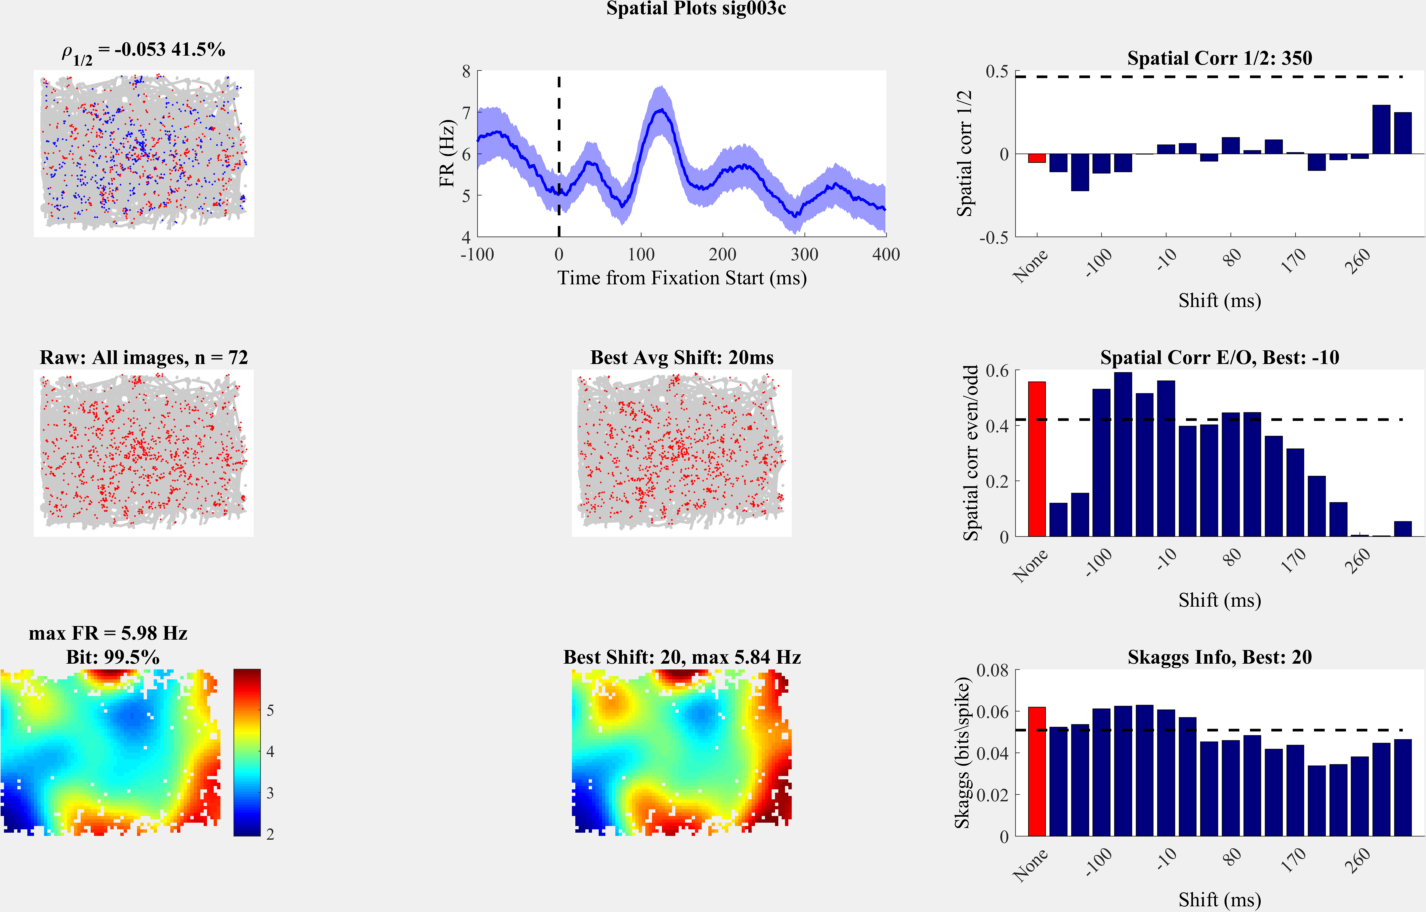 Spatial Plots sig003c
ρ1/2 = -0.053 41.5%
8
7
6
5
4
FR (Hz)
-100
0
100
200
300
400
Time from Fixation Start (ms)
Spatial Corr 1/2: 350
0.5
0
-0.5
Spatial corr 1/2
None
-100
-10
80
170
260
Shift (ms)
Raw: All images, n = 72
Best Avg Shift: 20ms
Spatial Corr E/O, Best: -10
0.6
0.4
0.2
0
Spatial corr even/odd
None
-100
-10
80
170
260
Shift (ms)
max FR = 5.98 Hz
Bit: 99.5%
5
4
3
2
Best Shift: 20, max 5.84 Hz
Skaggs Info, Best: 20
0.08
0.06
0.04
0.02
0
Skaggs (bits\spike)
None
-100
-10
80
170
260
Shift (ms)